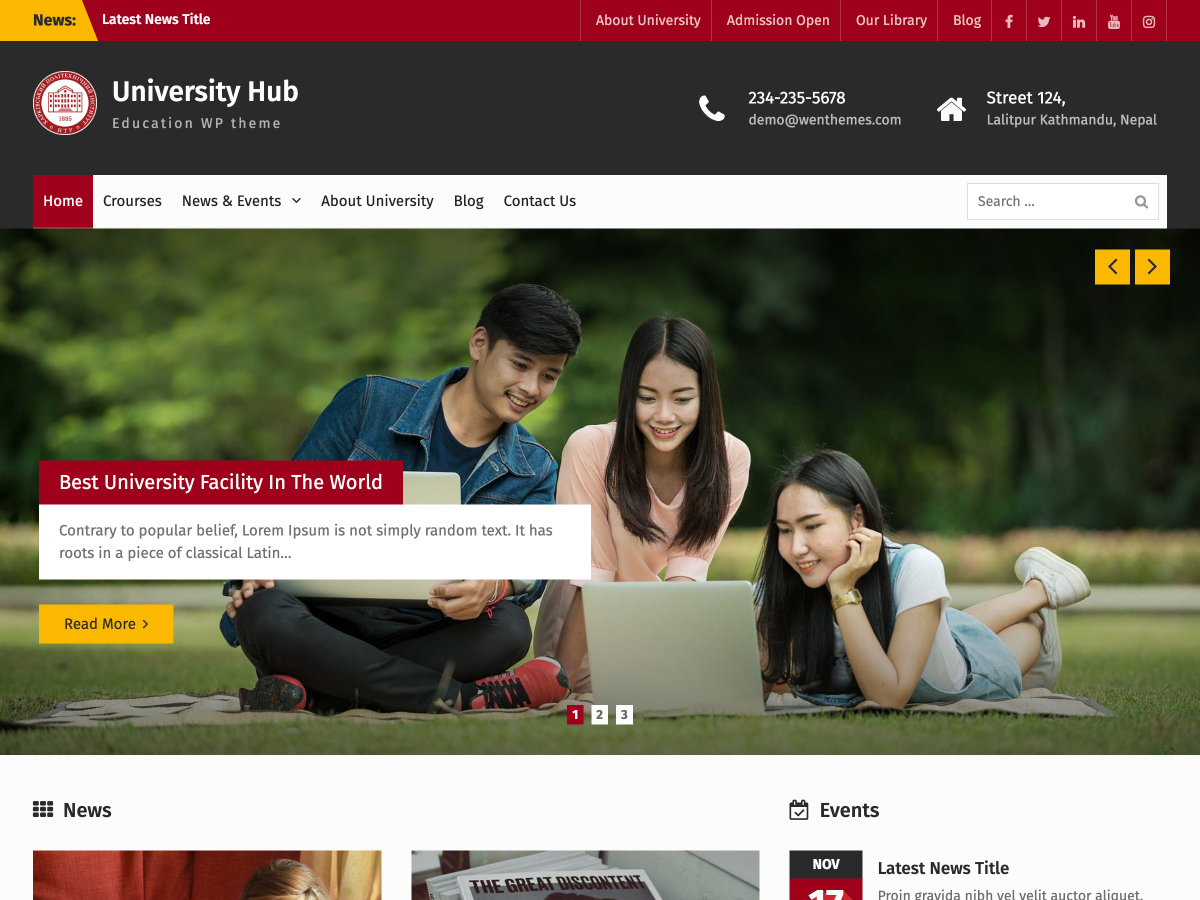 News:
Latest News Title
About University
Admission Open
Our Library
Blog
1885
University Hub
Education WP theme
234-235-5678
demo@wenthemes.com
Street 124,
Lalitpur Kathmandu, Nepal
Home
Crourses
News & Events
About University
Blog
Contact Us
Search ...
Best University Facility In The World
Contrary to popular belief, Lorem Ipsum is not simply random text. It has
roots in a piece of classical Latin...
Read More
1 2 3
News
Events
THE GREAT DISCONTENT
NOV
17
Latest News Title
Proin gravida nibh vel velit auctor aliquet.